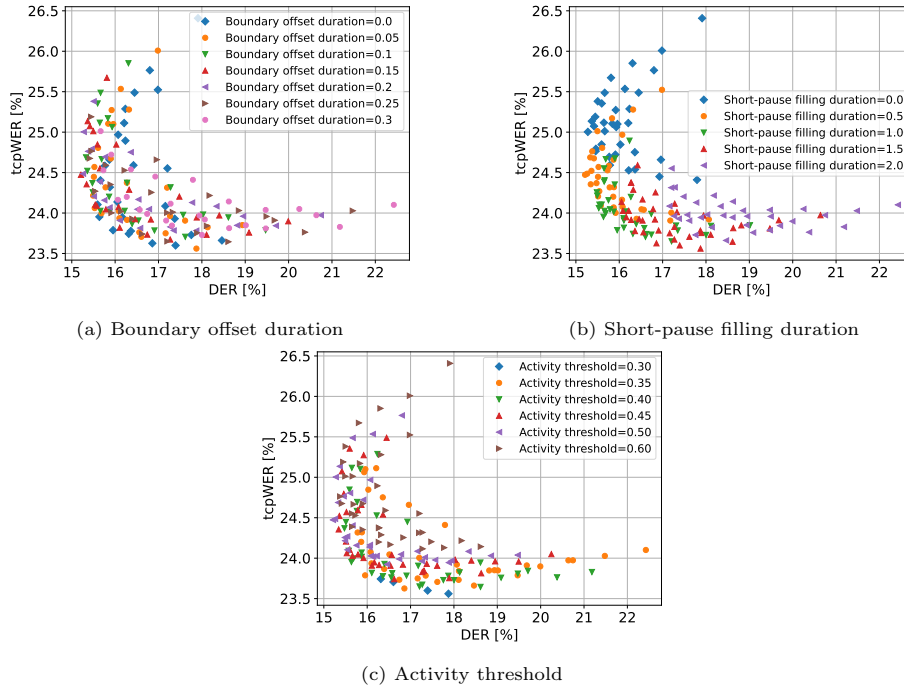 26.5
26.0
25.5
25.0
24.5
24.0
23.5
tcpWER [%]
15 16 17 18 19 20 21 22
DER [%]
Boundary offset duration=0.0
Boundary offset duration=0.05
Boundary offset duration=0.1
Boundary offset duration=0.15
Boundary offset duration=0.2
Boundary offset duration=0.25
Boundary offset duration=0.3
(a) Boundary offset duration
26.5
26.0
25.5
25.0
24.5
24.0
23.5
tcpWER [%]
15 16 17 18 19 20 21 22
DER [%]
Short-pause filling duration=0.0
Short-pause filling duration=0.5
Short-pause filling duration=1.0
Short-pause filling duration=1.5
Short-pause filling duration=2.0
(b) Short-pause filling duration
26.5
26.0
25.5
25.0
24.5
24.0
23.5
tcpWER [%]
15 16 17 18 19 20 21 22
DER [%]
Activity threshold=0.30
Activity threshold=0.35
Activity threshold=0.40
Activity threshold=0.45
Activity threshold=0.50
Activity threshold=0.60
(c) Activity threshold